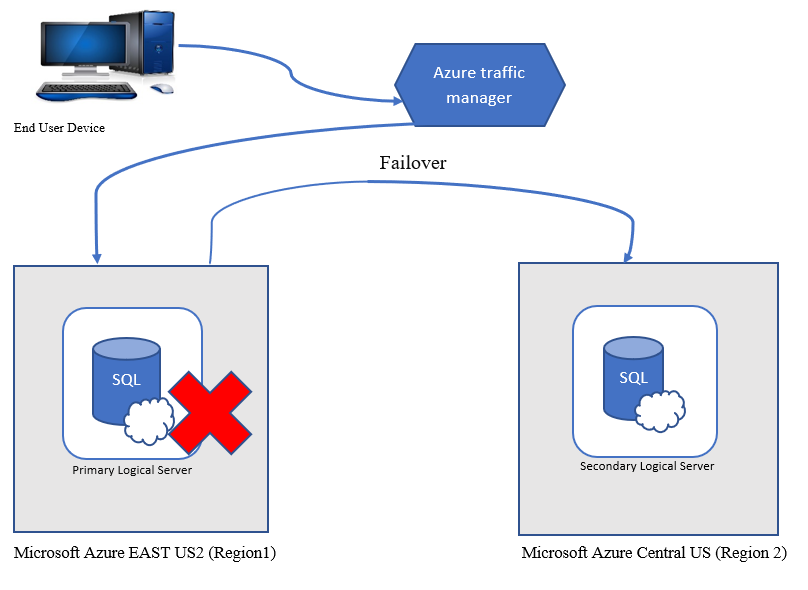 Azure traffic
manager
End User Device
Failover
SQL
SQL
Primary Logical Server
Secondary Logical Server
Microsoft Azure EAST US2 (Region1)
Microsoft Azure Central US (Region 2)